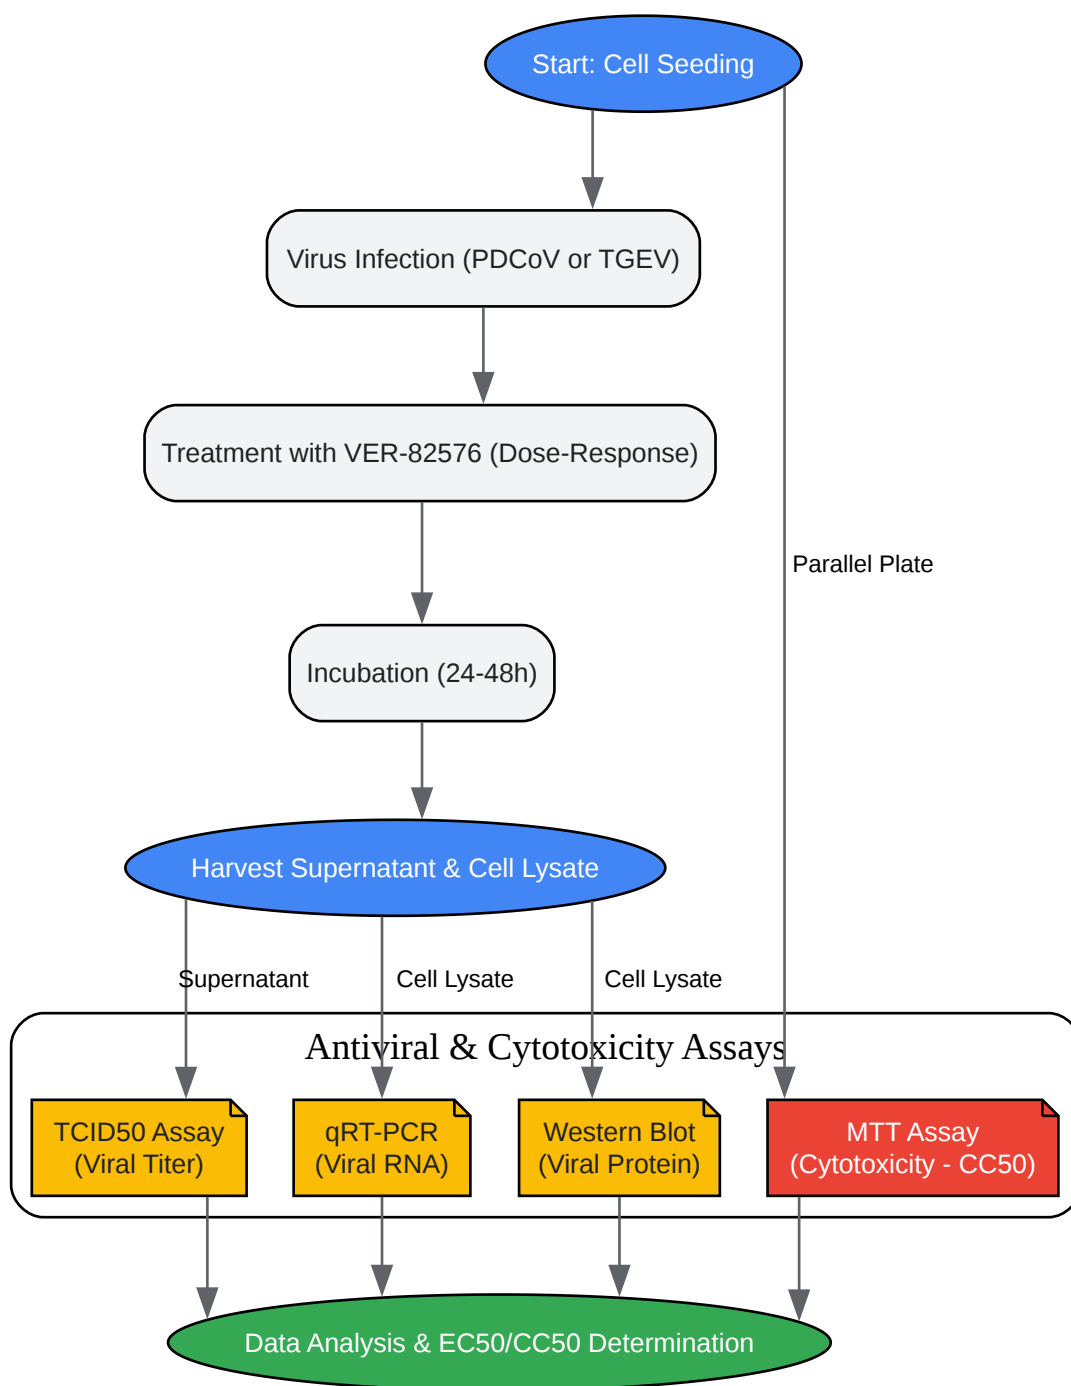 Start: Cell Seeding
Virus Infection (PDCoV or TGEV)
Treatment with VER-82576 (Dose-Response)
Parallel Plate
Incubation (24-48h)
Harvest Supernatant & Cell Lysate
Supernatant
Cell Lysate
Cell Lysate
Antiviral & Cytotoxicity Assays
TCID50 Assay
(Viral Titer)
qRT-PCR
(Viral RNA)
Western Blot
(Viral Protein)
MTT Assay
(Cytotoxicity - CC50)
Data Analysis & EC50/CC50 Determination